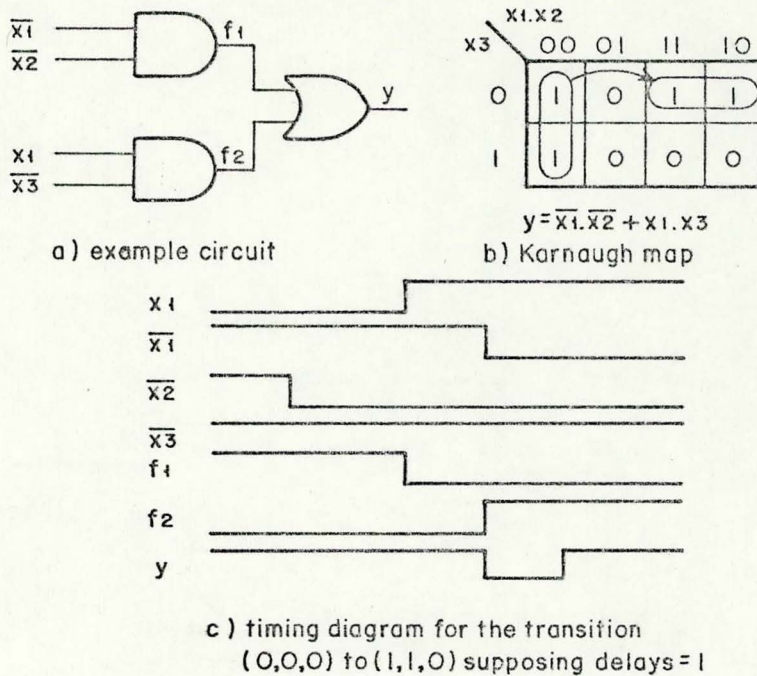 x̅1̅
f1
x̅2̅
y
x1
f2
x̅3̅
a) example circuit
x1.x2
x3 00 01 11 10
0 1 0 1 1
1 1 0 0 0
y=x̅1̅.x̅2̅+x1.x3
b) Karnaugh map
x1
x̅1̅
x̅2̅
x̅3̅
f1
f2
y
c) timing diagram for the transition
(0,0,0) to (1,1,0) supposing delays=1